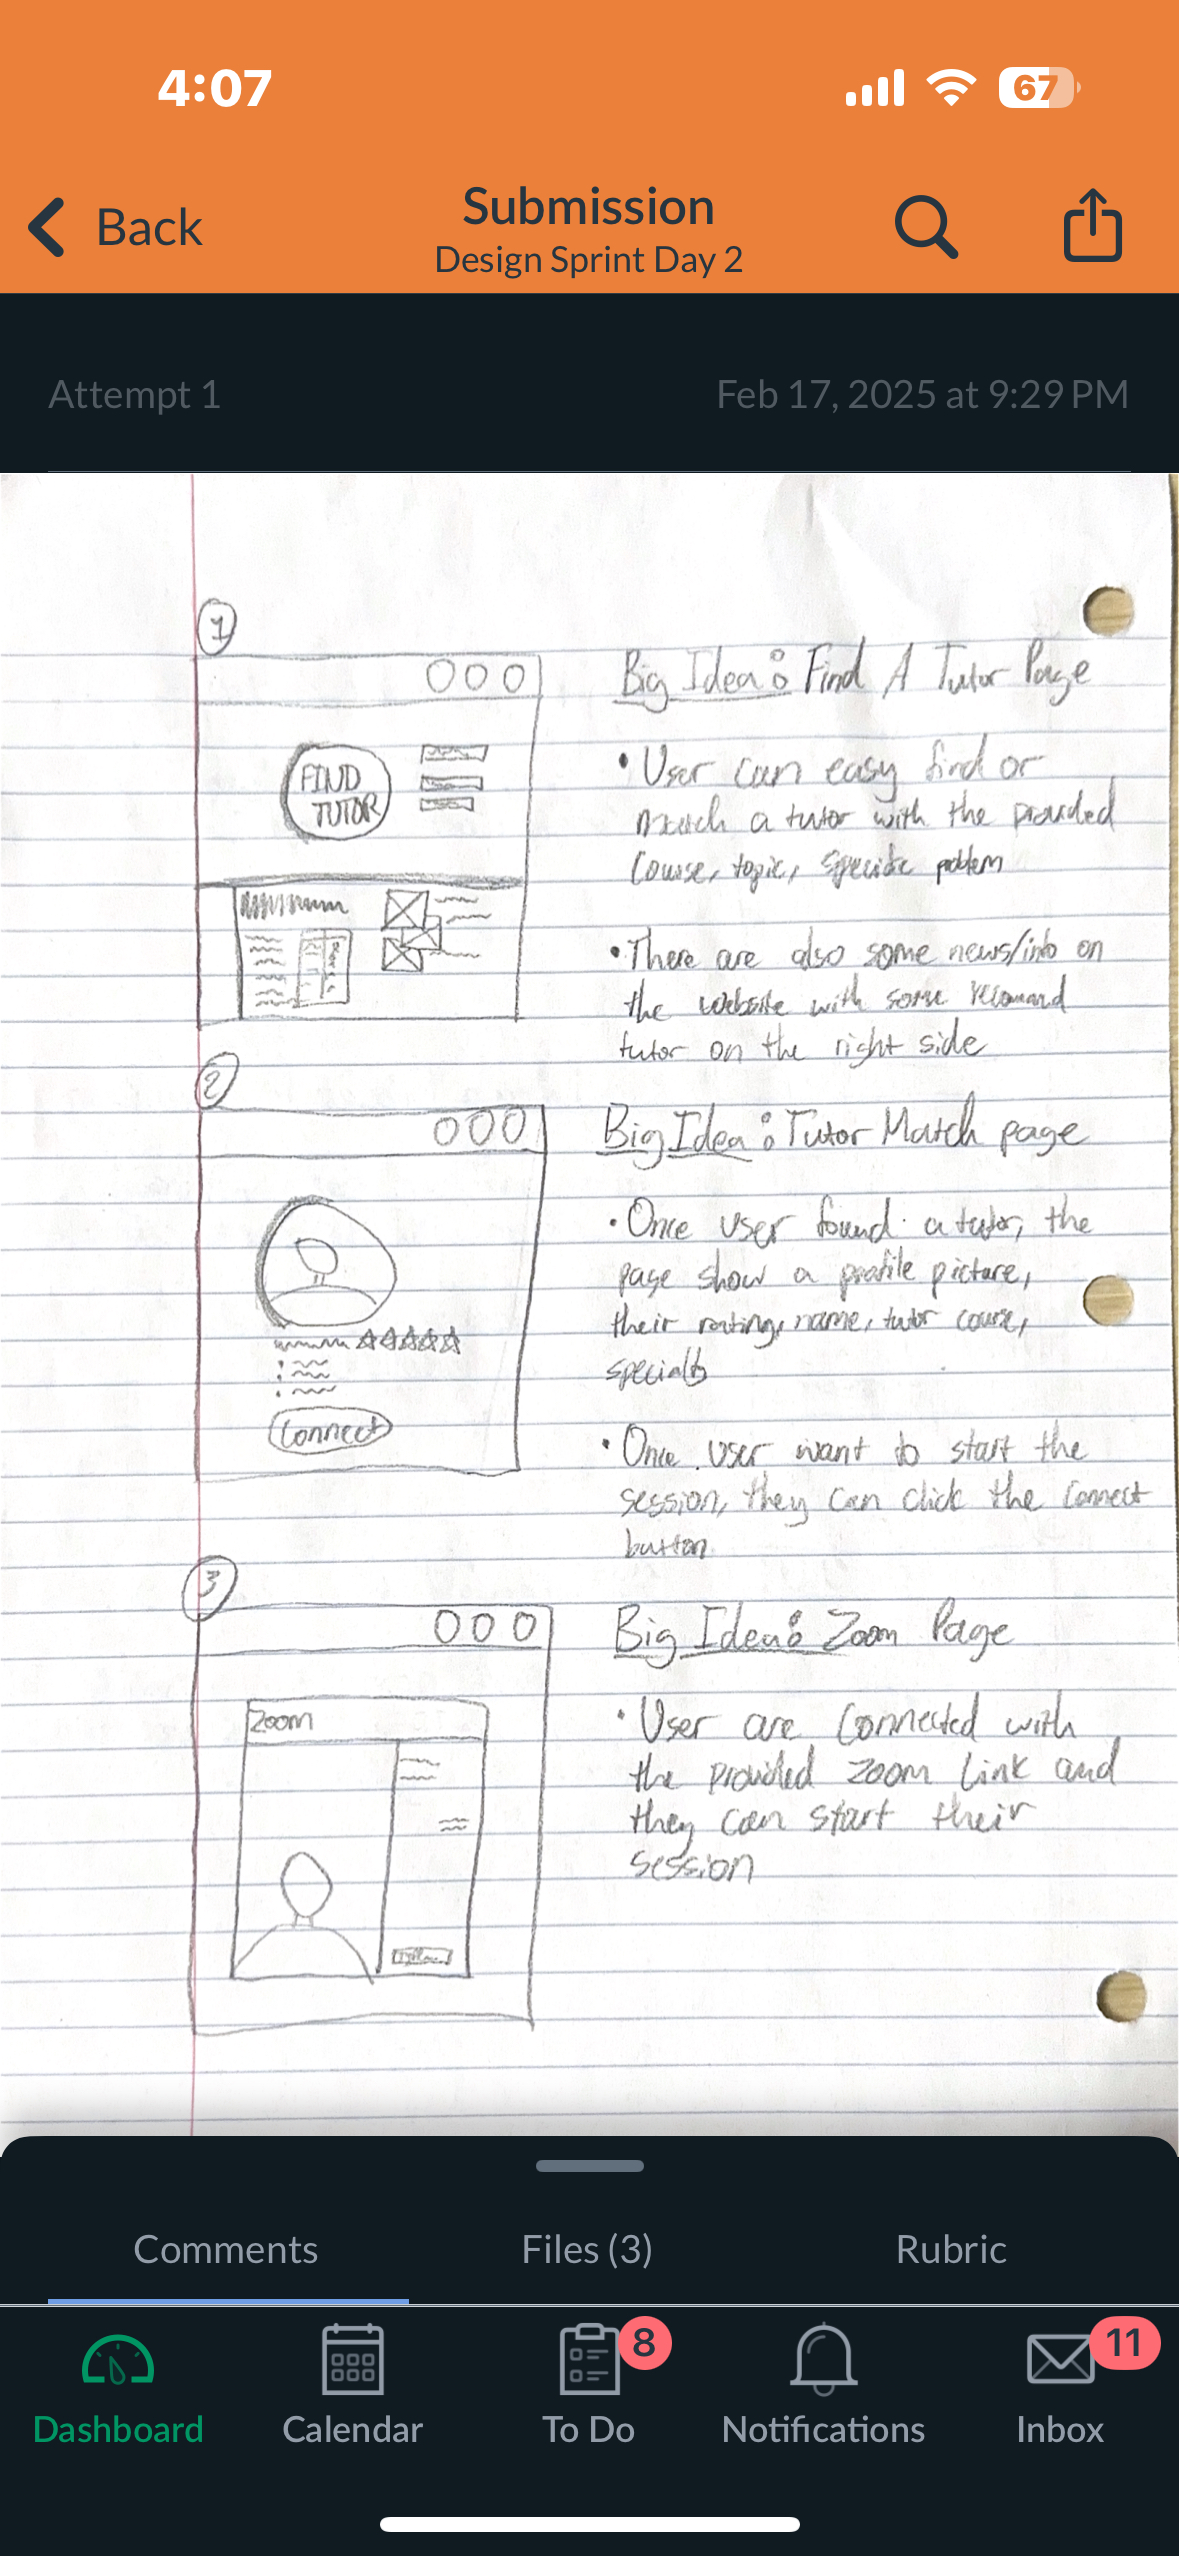 4:07
67
Back
Submission
Design Sprint Day 2
Attempt 1
Feb 17, 2025 at 9:29 PM
1
Big Idea: Find A Tutor Page
FIND
TUTOR
• User can easy find or
match a tutor with the provided
course, topic, specific problem
• There are also some news/info on
the website with some recomand
tutor on the right side
2
Big Idea: Tutor Match page
• Once user found a tutor, the
page show a profile picture,
their rating, name, tutor course,
specialty
Connect
• Once user want to start the
session, they can click the Connect
button.
3
Big Idea: Zoom Page
Zoom
• User are connected with
the provided zoom link and
they can start their
session
Comments
Files (3)
Rubric
8
11
Dashboard
Calendar
To Do
Notifications
Inbox